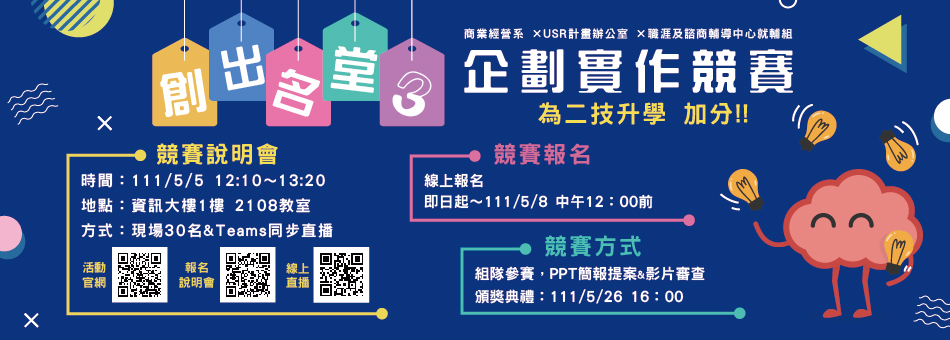 創出名堂3
商業經營系 ×USR計畫辦公室 ×職涯及諮商輔導中心就輔組
企劃實作競賽
為二技升學 加分!!
競賽說明會
時間：111/5/5 12:10~13:20
地點：資訊大樓1樓 2108教室
方式：現場30名&Teams同步直播
活動
官網
報名
說明會
線上
直播
競賽報名
線上報名
即日起~111/5/8 中午12：00前
競賽方式
組隊參賽，PPT簡報提案&影片審查
頒獎典禮：111/5/26 16：00